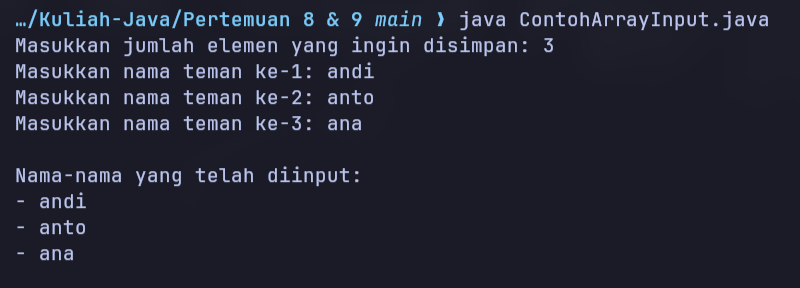 …/Kuliah-Java/Pertemuan 8 & 9 main ❱ java ContohArrayInput.java
Masukkan jumlah elemen yang ingin disimpan: 3
Masukkan nama teman ke-1: andi
Masukkan nama teman ke-2: anto
Masukkan nama teman ke-3: ana
Nama-nama yang telah diinput:
- andi
- anto
- ana